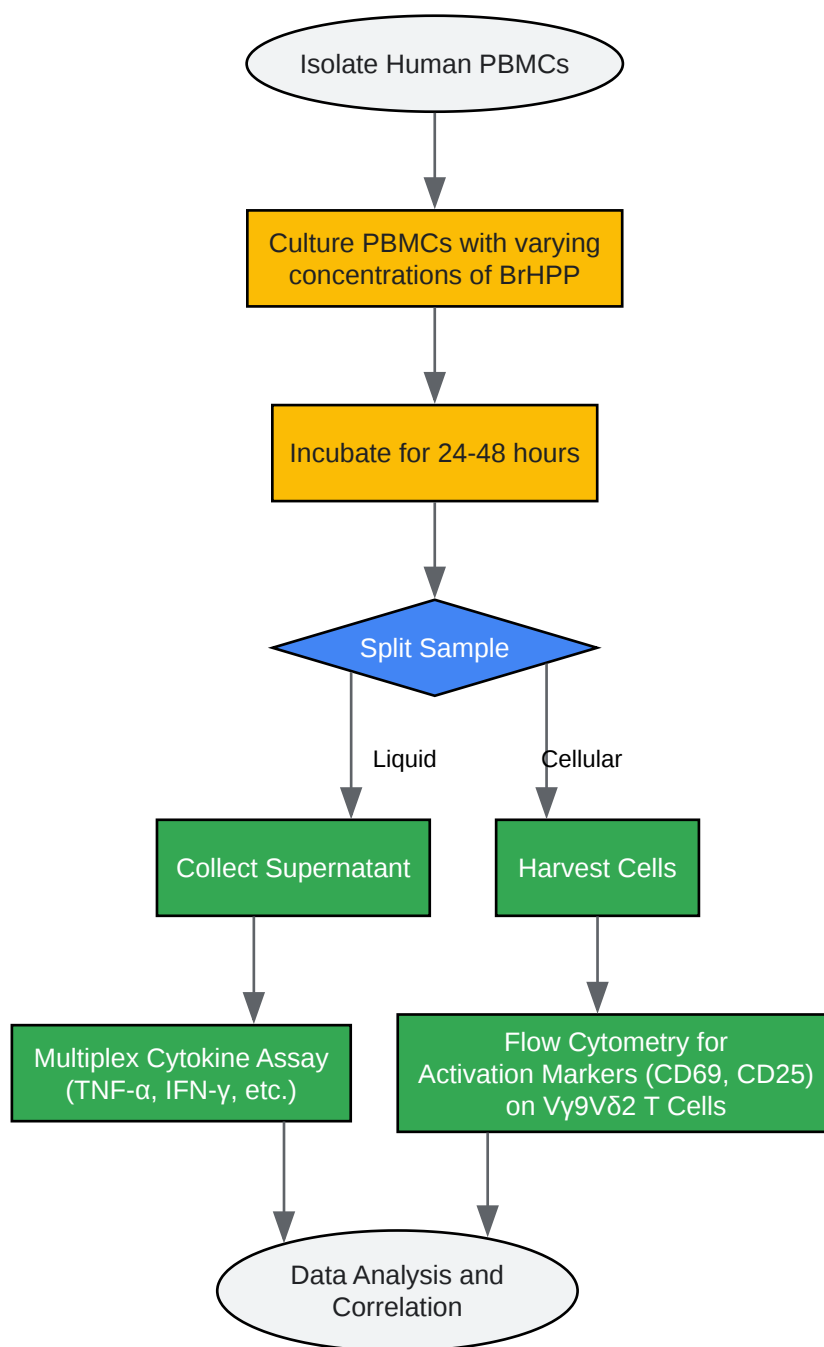 Isolate Human PBMCs
Culture PBMCs with varying
concentrations of BrHPP
Incubate for 24-48 hours
Split Sample
Liquid
Cellular
Collect Supernatant
Harvest Cells
Multiplex Cytokine Assay
(TNF-α, IFN-γ, etc.)
Flow Cytometry for
Activation Markers (CD69, CD25)
on Vγ9Vδ2 T Cells
Data Analysis and
Correlation